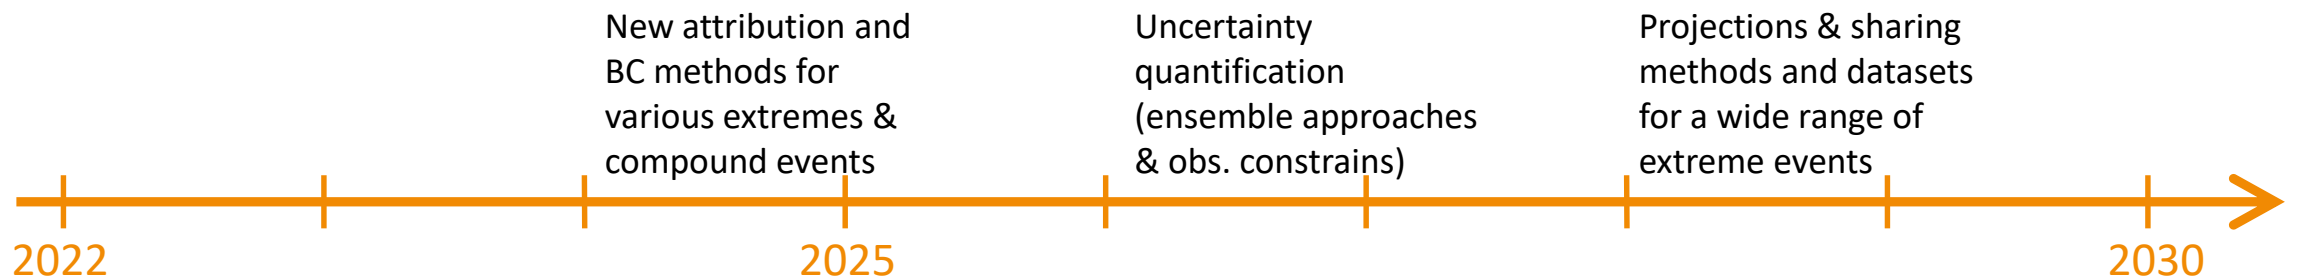 New attribution and
BC methods for
various extremes &
compound events
Uncertainty
quantification
(ensemble approaches
& obs. constrains)
Projections & sharing
methods and datasets
for a wide range of
extreme events
2022
2025
2030